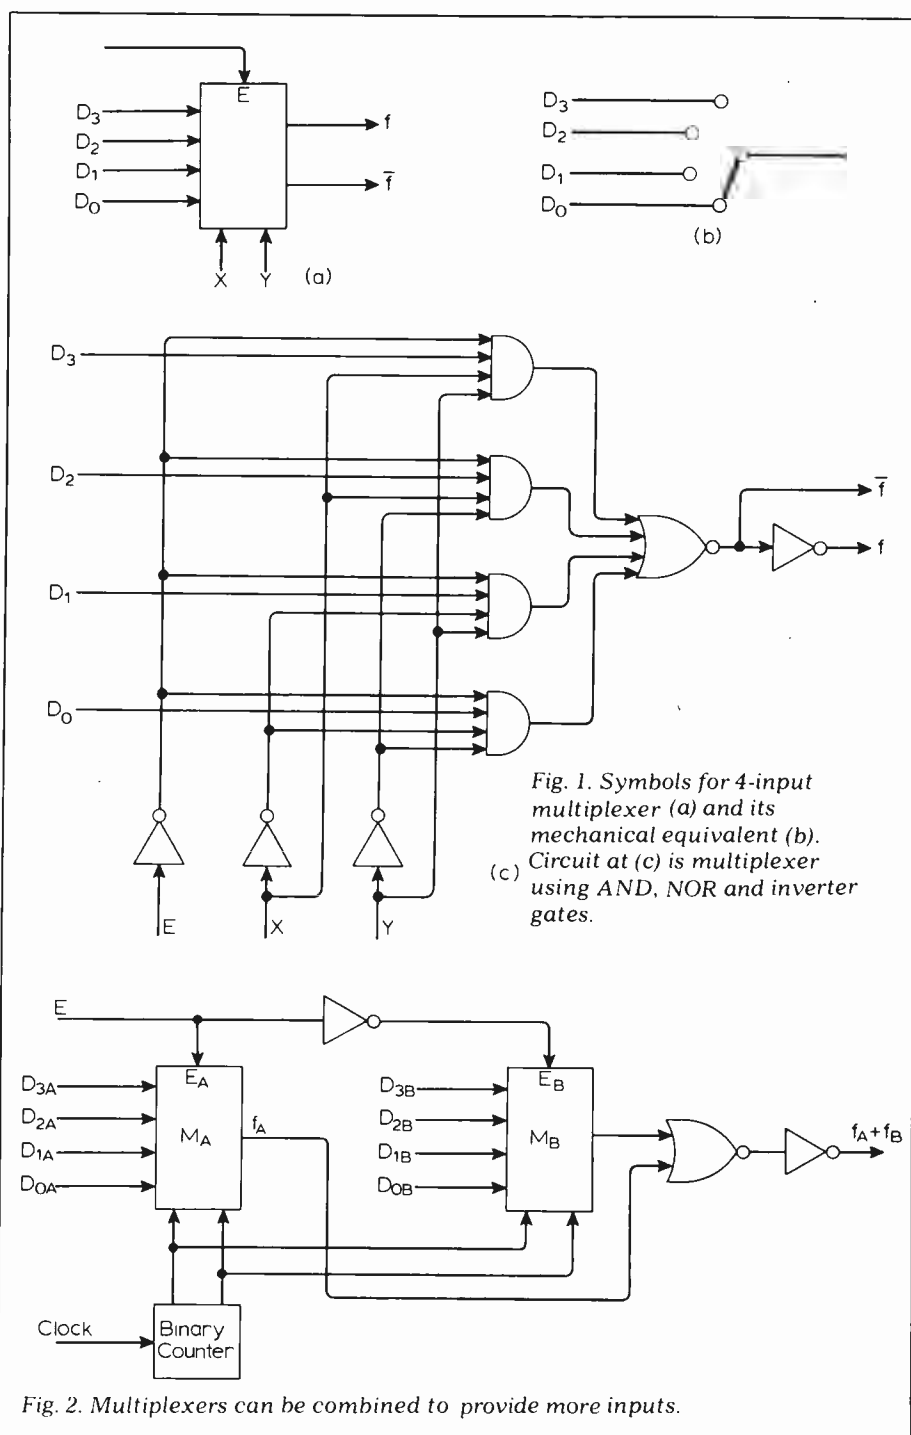 E
D₃
D₂
D₁
D₀
f
f̅
X Y (a)
D₃
D₂
D₁
D₀
(b)
D₃
D₂
D₁
D₀
f̅
f
E X Y
(c)
Fig. 1. Symbols for 4-input
multiplexer (a) and its
mechanical equivalent (b).
Circuit at (c) is multiplexer
using AND, NOR and inverter
gates.
E
D₃A
D₂A
D₁A
D₀A
EA
MA
fA
D₃B
D₂B
D₁B
D₀B
EB
MB
fA+fB
Clock
Binary
Counter
Fig. 2. Multiplexers can be combined to provide more inputs.